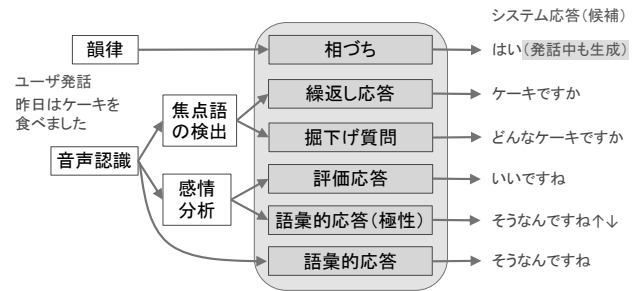 システム応答(候補)
韻律
相づち
はい(発話中も生成)
ユーザ発話
昨日はケーキを
食べました
焦点語
の検出
繰返し応答
ケーキですか
掘下げ質問
どんなケーキですか
音声認識
感情
分析
評価応答
いいですね
語彙的応答(極性)
そうなんですね↑↓
語彙的応答
そうなんですね